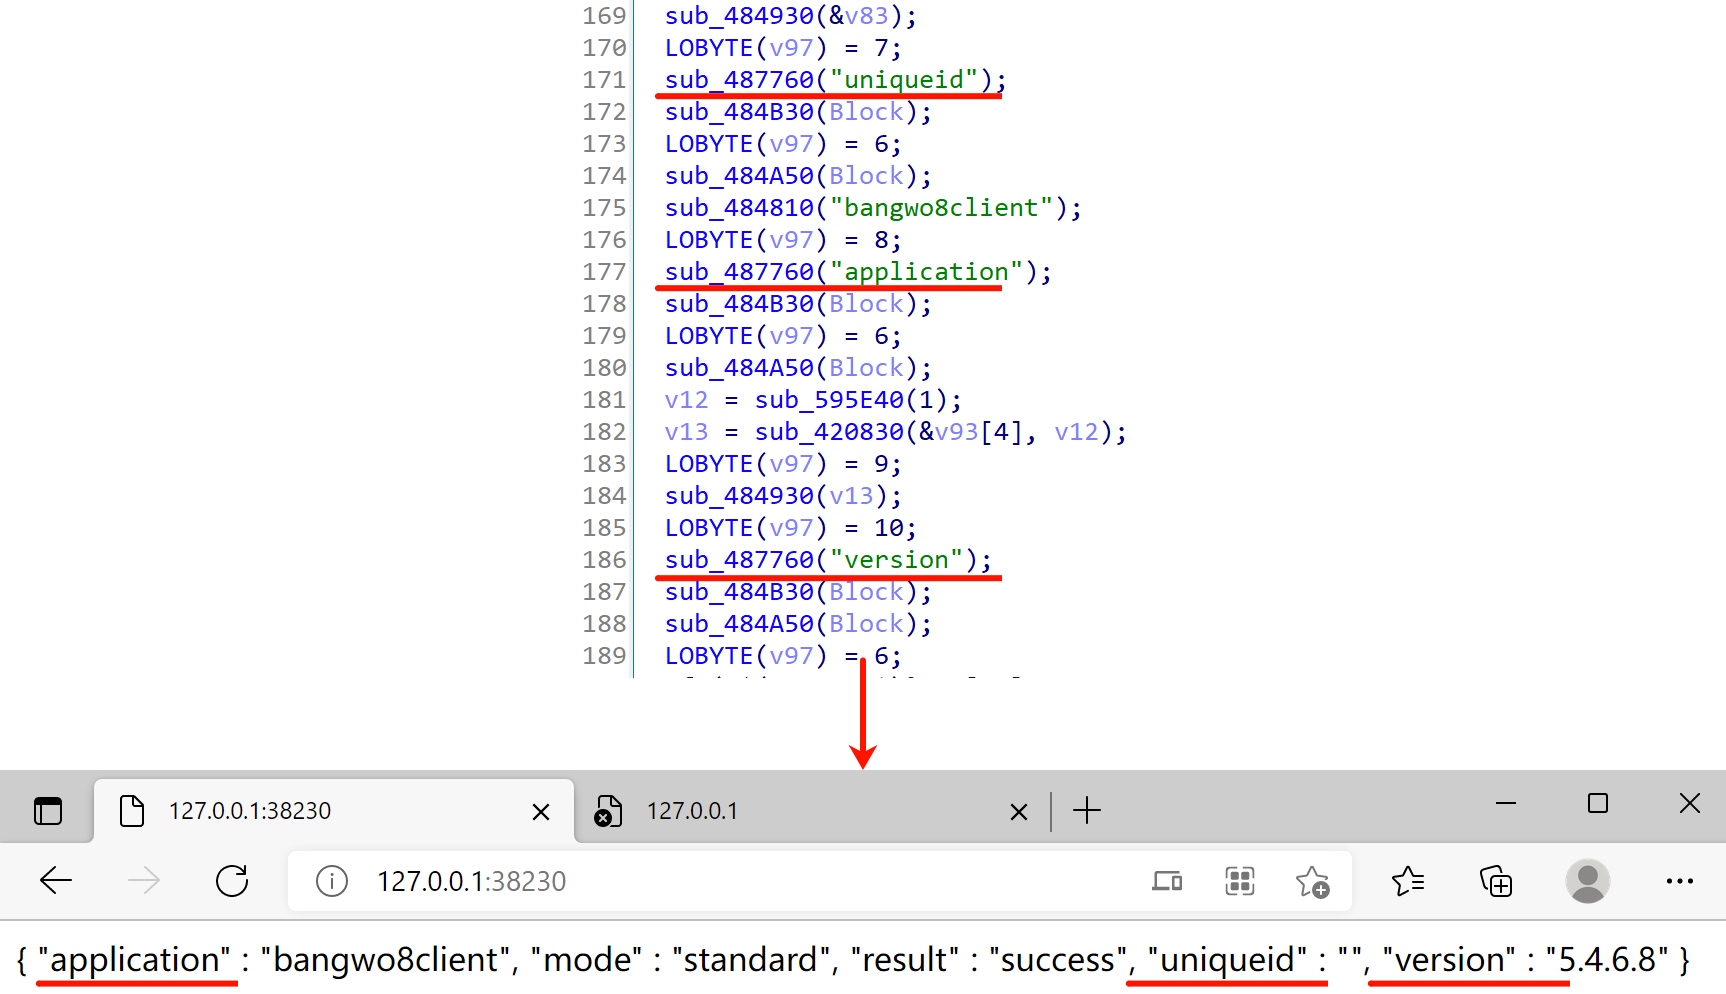 169 sub_484930(&v83);
170 LOBYTE(v97) = 7;
171 sub_487760("uniqueid");
172 sub_484B30(Block);
173 LOBYTE(v97) = 6;
174 sub_484A50(Block);
175 sub_484810("bangwo8client");
176 LOBYTE(v97) = 8;
177 sub_487760("application");
178 sub_484B30(Block);
179 LOBYTE(v97) = 6;
180 sub_484A50(Block);
181 v12 = sub_595E40(1);
182 v13 = sub_420830(&v93[4], v12);
183 LOBYTE(v97) = 9;
184 sub_484930(v13);
185 LOBYTE(v97) = 10;
186 sub_487760("version");
187 sub_484B30(Block);
188 sub_484A50(Block);
189 LOBYTE(v97) = 6;
127.0.0.1:38230 127.0.0.1
127.0.0.1:38230
{ "application" : "bangwo8client", "mode" : "standard", "result" : "success", "uniqueid" : "", "version" : "5.4.6.8" }